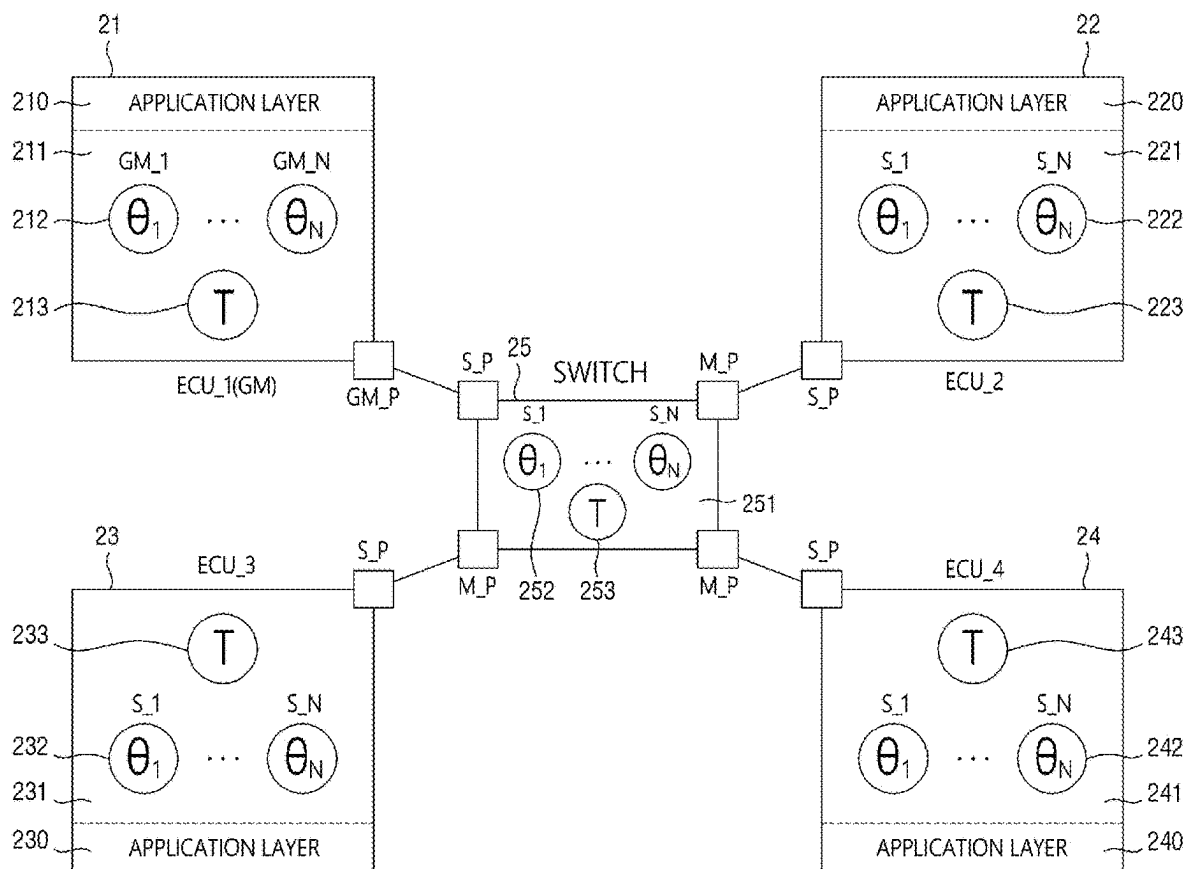 21
22
210
APPLICATION LAYER
APPLICATION LAYER
220
211
GM_1
GM_N
S_1
S_N
221
212
θ1
...
θN
θ1
...
θN
222
213
T
T
223
ECU_1(GM)
GM_P
S_P
25
SWITCH
M_P
S_P
ECU_2
S_1
S_N
θ1
...
θN
T
251
23
ECU_3
S_P
M_P
252
253
M_P
S_P
ECU_4
24
233
T
T
243
S_1
S_N
S_1
S_N
232
θ1
...
θN
θ1
...
θN
242
231
241
230
APPLICATION LAYER
APPLICATION LAYER
240